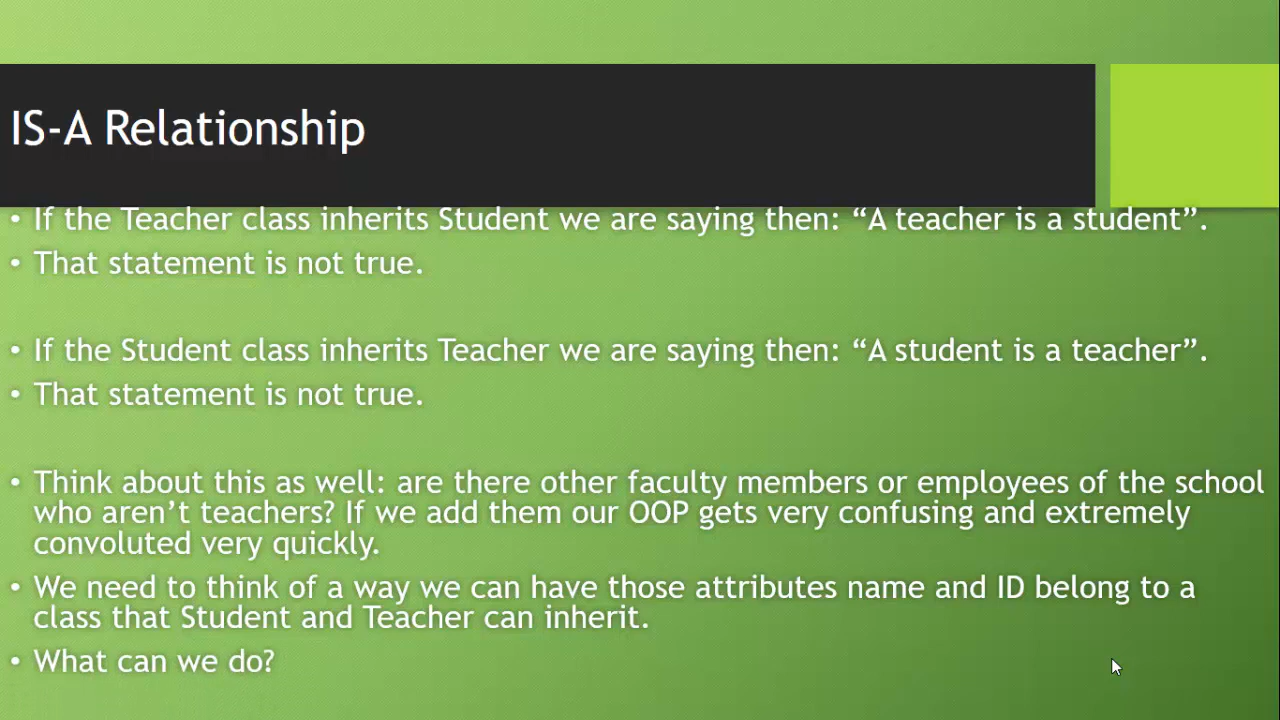 IS-A Relationship
• If the Teacher class inherits Student we are saying then: “A teacher is a student”.
• That statement is not true.
• If the Student class inherits Teacher we are saying then: “A student is a teacher”.
• That statement is not true.
• Think about this as well: are there other faculty members or employees of the school
who aren’t teachers? If we add them our OOP gets very confusing and extremely
convoluted very quickly.
• We need to think of a way we can have those attributes name and ID belong to a
class that Student and Teacher can inherit.
• What can we do?